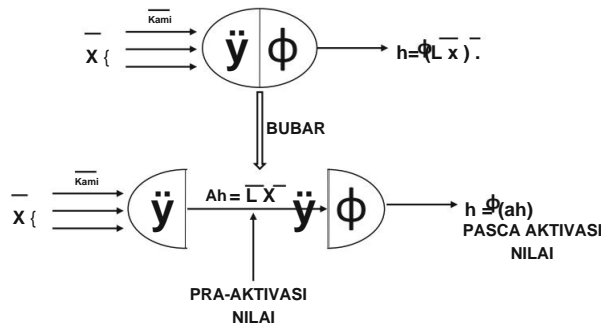 Kami
X {
ÿ ϕ
h=ϕ(L x) .
BUBAR
Kami
X {
ÿ
Ah = L X ÿ
ϕ
h = ϕ(ah)
PASCA AKTIVASI
NILAI
PRA-AKTIVASI
NILAI